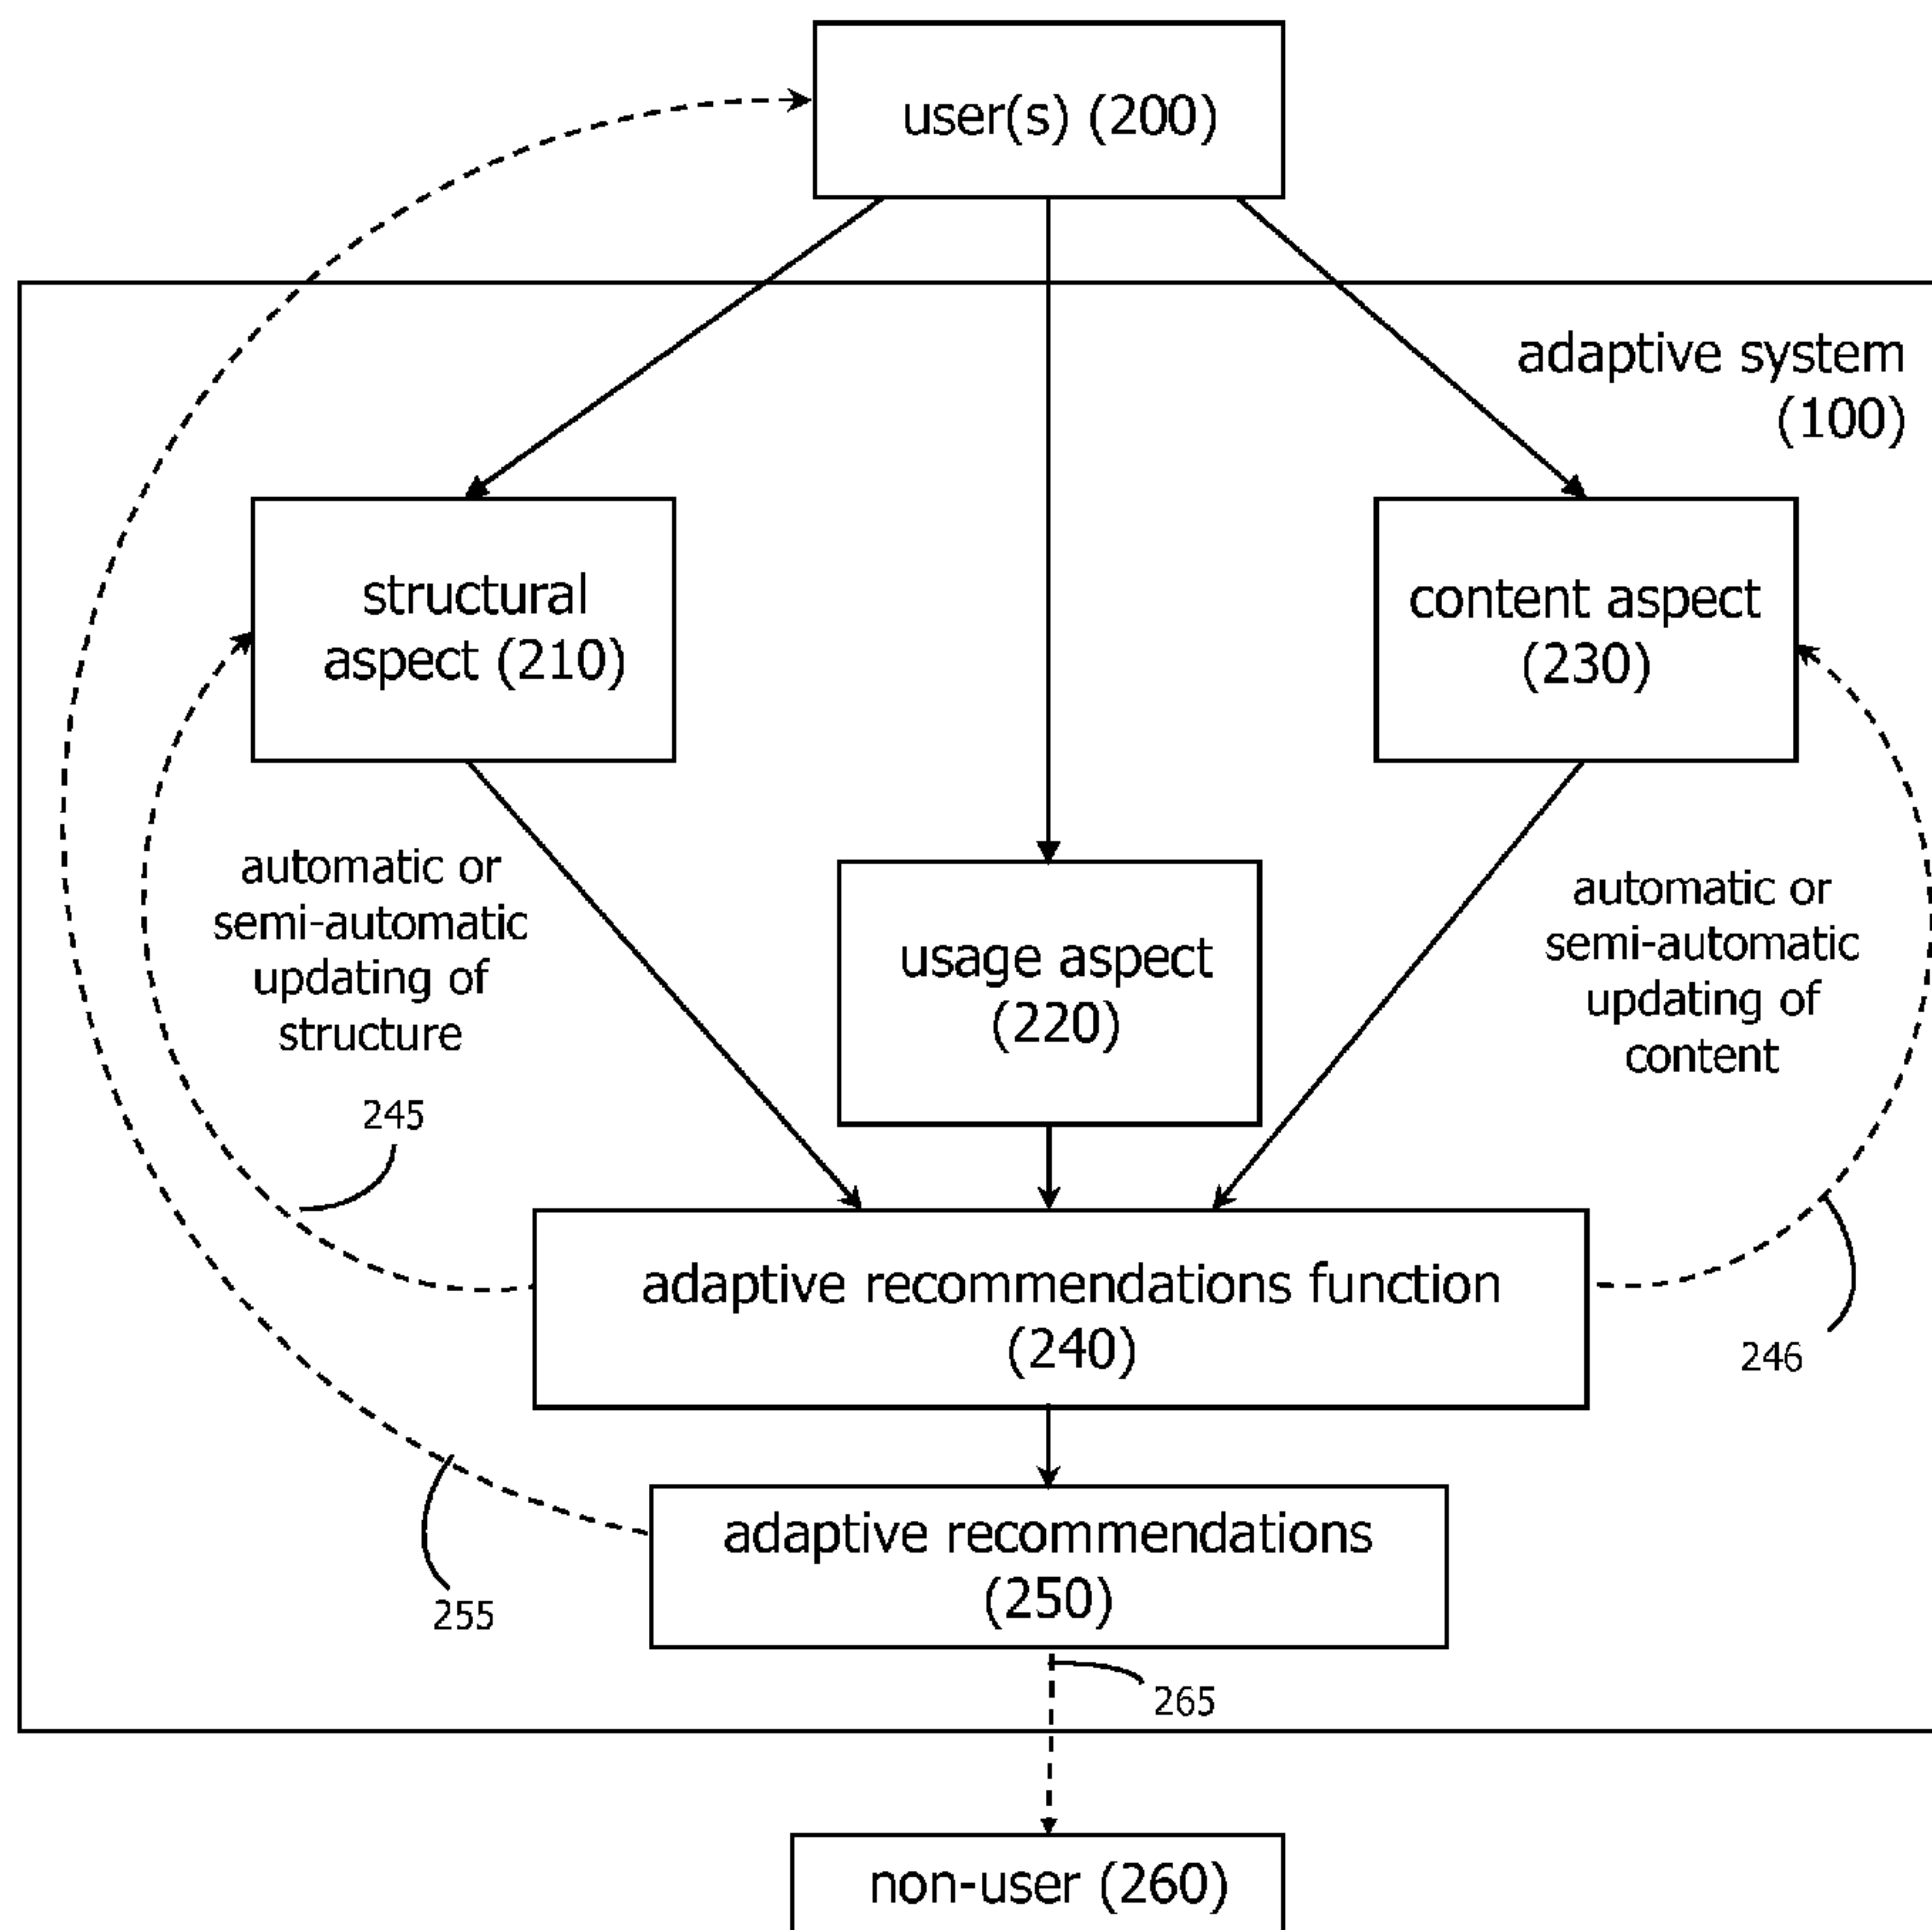 user(s) (200)
adaptive system
(100)
structural
aspect (210)
content aspect
(230)
automatic or
semi-automatic
updating of
structure
usage aspect
(220)
automatic or
semi-automatic
updating of
content
245
adaptive recommendations function
(240)
246
adaptive recommendations
(250)
255
265
non-user (260)